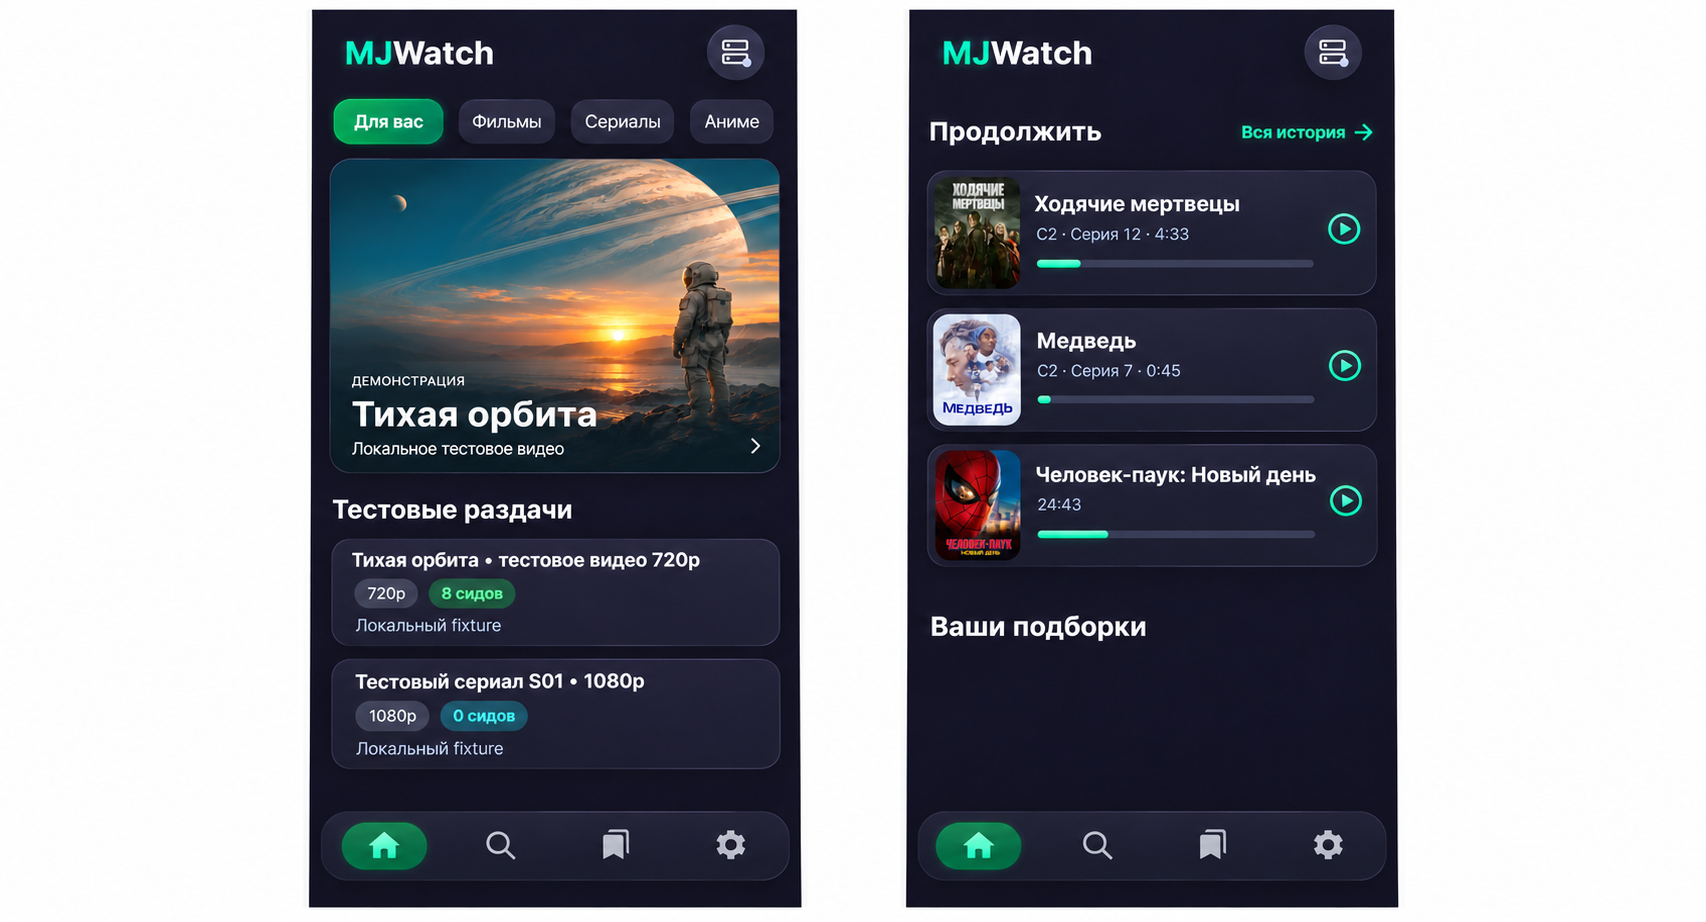 MJWatch
Для вас
Фильмы
Сериалы
Аниме
ДЕМОНСТРАЦИЯ
Тихая орбита
Локальное тестовое видео
Тестовые раздачи
Тихая орбита • тестовое видео 720p
720p
8 сидов
Локальный fixture
Тестовый сериал S01 • 1080p
1080p
0 сидов
Локальный fixture
MJWatch
Продолжить
Вся история →
ХОДЯЧИЕ
МЕРТВЕЦЫ
Ходячие мертвецы
С2 · Серия 12 · 4:33
МЕДВЕДЬ
Медведь
С2 · Серия 7 · 0:45
ЧЕЛОВЕК-ПАУК
НОВЫЙ ДЕНЬ
Человек-паук: Новый день
24:43
Ваши подборки